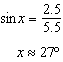 sin x = 2.5/5.5
x ≈ 27°